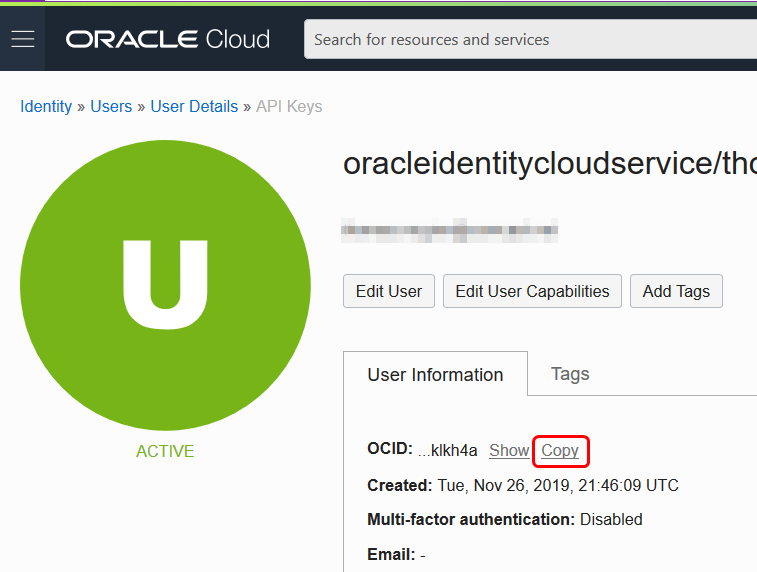 ORACLE Cloud
Search for resources and services
Identity » Users » User Details » API Keys
U
ACTIVE
oracleidentitycloudservice/tho
Edit User
Edit User Capabilities
Add Tags
User Information
Tags
OCID: ...klkh4a Show Copy
Created: Tue, Nov 26, 2019, 21:46:09 UTC
Multi-factor authentication: Disabled
Email: -